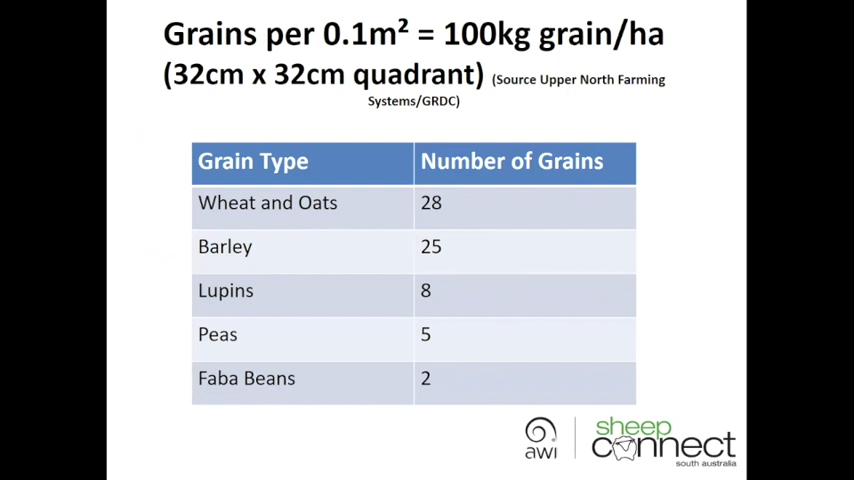 Grains per 0.1m² = 100kg grain/ha
(32cm x 32cm quadrant) (Source Upper North Farming
Systems/GRDC)
Grain Type Number of Grains
Wheat and Oats 28
Barley 25
Lupins 8
Peas 5
Faba Beans 2
awi
sheep
connect
south australia